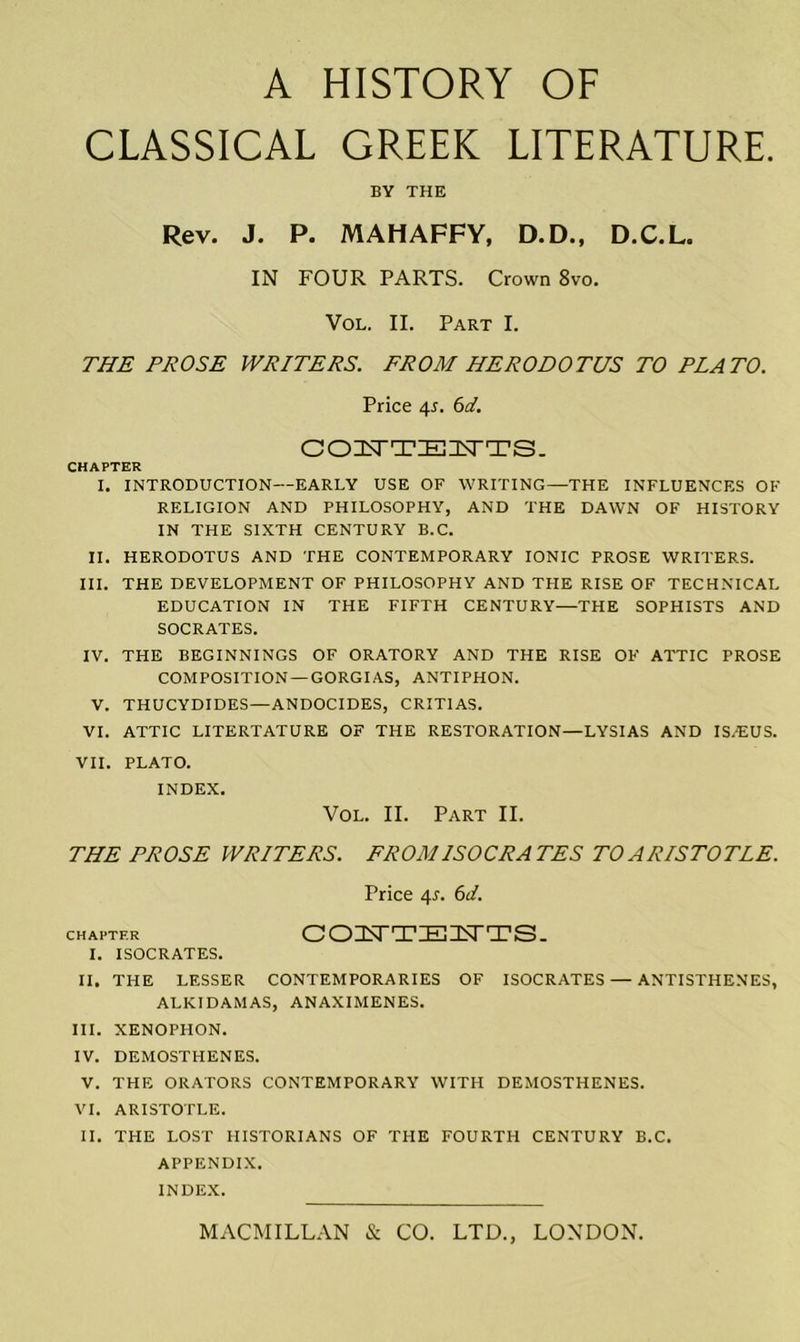 A HISTORY OF
CLASSICAL GREEK LITERATURE.
BY THE
Rev. J. P. MAHAFFY, D.D., D.C.L.
IN FOUR PARTS. Crown 8vo.
VOL. II. PART I.
THE PROSE WRITERS. FROM HERODOTUS TO PLATO.
Price 4s. 6d.
CONTENTS.
CHAPTER
I. INTRODUCTION—EARLY USE OF WRITING—THE INFLUENCES OF
RELIGION AND PHILOSOPHY, AND THE DAWN OF HISTORY
IN THE SIXTH CENTURY B.C.
II. HERODOTUS AND THE CONTEMPORARY IONIC PROSE WRITERS.
III. THE DEVELOPMENT OF PHILOSOPHY AND THE RISE OF TECHNICAL
EDUCATION IN THE FIFTH CENTURY—THE SOPHISTS AND
SOCRATES.
IV. THE BEGINNINGS OF ORATORY AND THE RISE OF ATTIC PROSE
COMPOSITION—GORGIAS, ANTIPHON.
V. THUCYDIDES—ANDOCIDES, CRITIAS.
VI. ATTIC LITERTATURE OF THE RESTORATION—LYSIAS AND ISÆUS.
VII. PLATO.
INDEX.
VOL. II. PART II.
THE PROSE WRITERS. FROM ISOCRATES TO ARISTOTLE.
Price 4s. 6d.
CHAPTER CONTENTS.
I. ISOCRATES.
II. THE LESSER CONTEMPORARIES OF ISOCRATES—ANTISTHENES,
ALKIDAMAS, ANAXIMENES.
III. XENOPHON.
IV. DEMOSTHENES.
V. THE ORATORS CONTEMPORARY WITH DEMOSTHENES.
VI. ARISTOTLE.
II. THE LOST HISTORIANS OF THE FOURTH CENTURY B.C.
APPENDIX.
INDEX.
MACMILLAN & CO. LTD., LONDON.